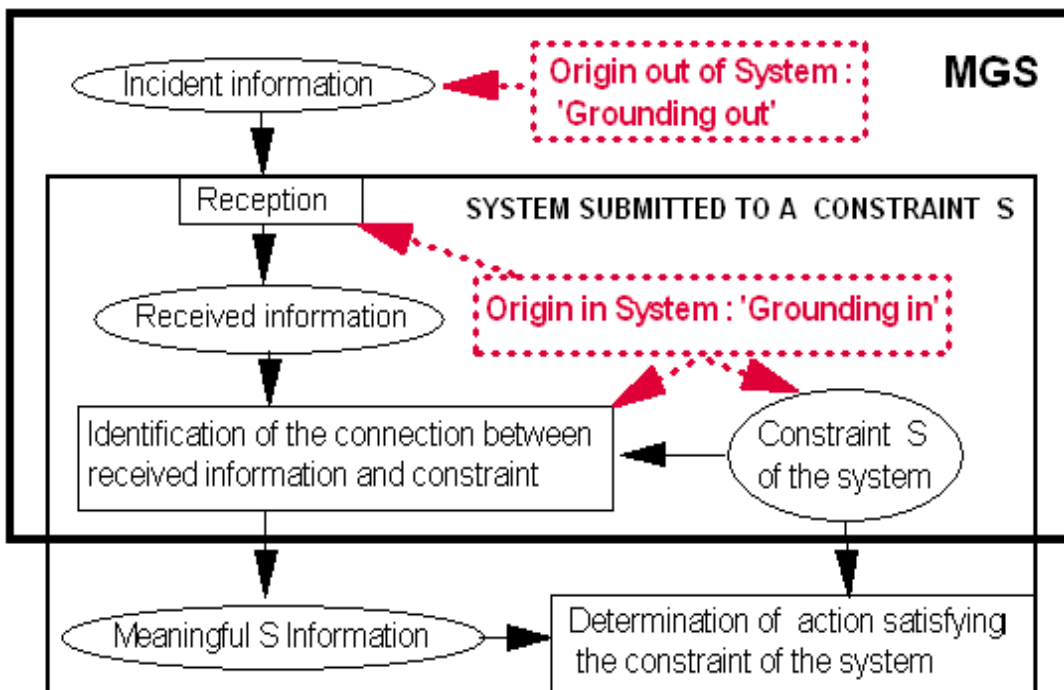 MGS
Incident information
Origin out of System :
'Grounding out'
Reception
SYSTEM SUBMITTED TO A CONSTRAINT S
Received information
Origin in System : 'Grounding in'
Identification of the connection between
received information and constraint
Constraint S
of the system
Meaningful S Information
Determination of action satisfying
the constraint of the system